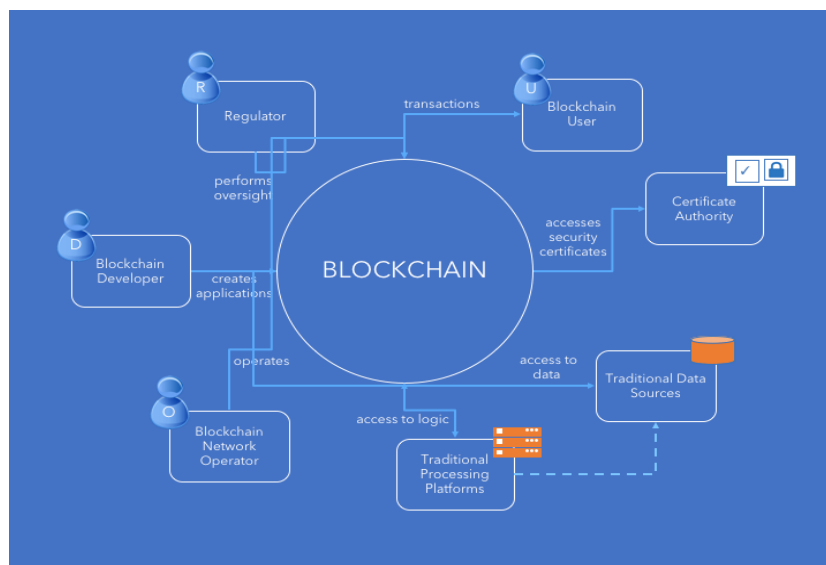 R
Regulator
transactions
U
Blockchain
User
performs
oversight
Certificate
Authority
accesses
security
certificates
D
Blockchain
Developer
creates
applications
BLOCKCHAIN
operates
access to
data
Traditional Data
Sources
O
Blockchain
Network
Operator
access to logic
Traditional
Processing
Platforms